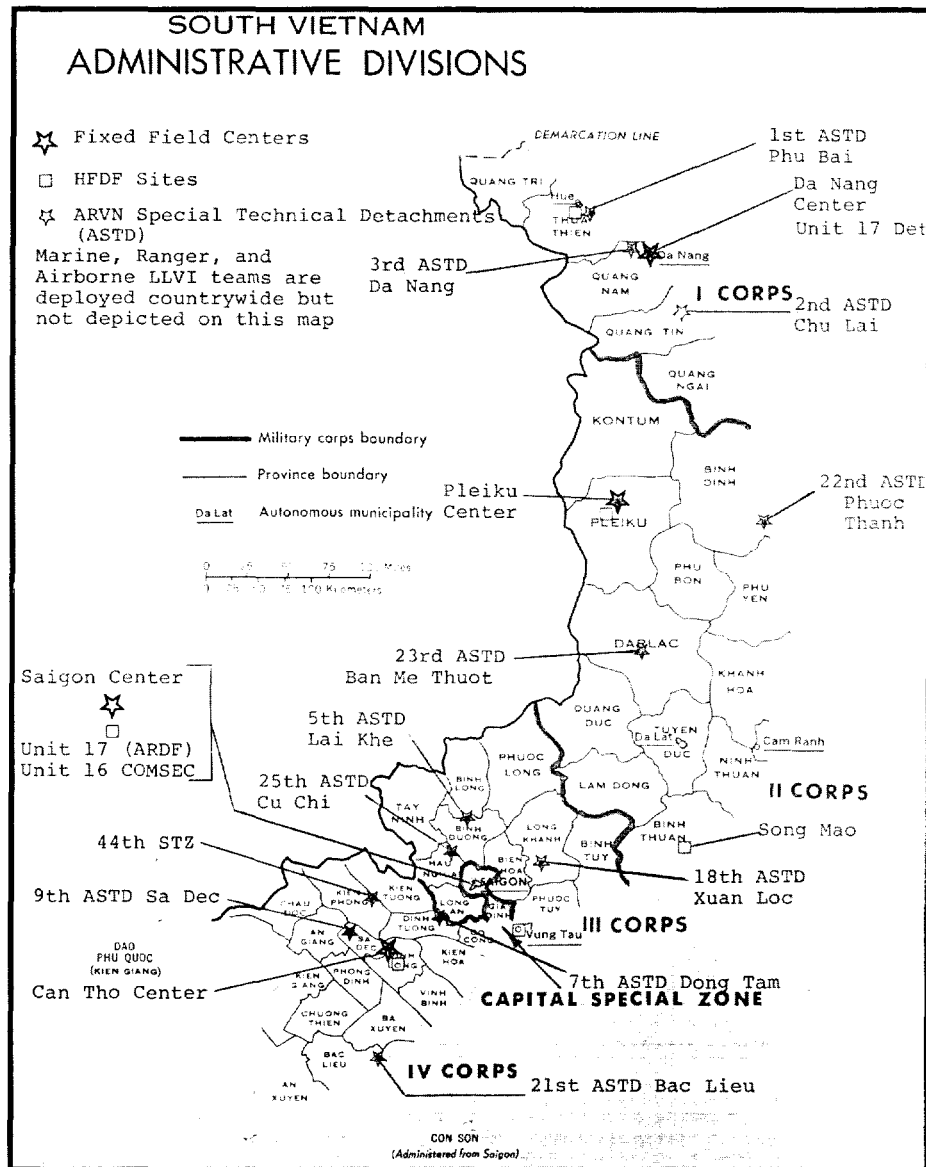 SOUTH VIETNAM
ADMINISTRATIVE DIVISIONS
Fixed Field Centers
HFDF Sites
ARVN Special Technical Detachments
(ASTD)
Marine, Ranger, and
Airborne LLVI teams are
deployed countrywide but
not depicted on this map
DEMARCATION LINE
1st ASTD
Phu Bai
QUANG TRI
Hue
THUA
THIEN
Da Nang
Center
Unit 17 Det
3rd ASTD
Da Nang
Da Nang
QUANG
NAM
I CORPS
2nd ASTD
Chu Lai
QUANG TIN
QUANG
NGAI
KONTUM
Military corps boundary
Province boundary
Da Lat
Autonomous municipality
BINH
DINH
Pleiku
Center
PLEIKU
22nd ASTD
Phuoc
Thanh
PHU
BON
PHU
YEN
DARLAC
23rd ASTD
Ban Me Thuot
KHANH
HOA
QUANG
DUC
TUYEN
DUC
Da Lat
Cam Ranh
NINH
THUAN
Saigon Center
Unit 17 (ARDF)
Unit 16 COMSEC
5th ASTD
Lai Khe
PHUOC
LONG
BINH
LONG
LAM DONG
II CORPS
25th ASTD
Cu Chi
TAY
NINH
BINH
DUONG
LONG
KHANH
BINH
TUY
BINH
THUAN
Song Mao
44th STZ
HAU
NGHIA
BIEN
HOA
SAIGON
18th ASTD
Xuan Loc
9th ASTD Sa Dec
KIEN
PHONG
KIEN
TUONG
LONG
AN
GIA
DINH
PHUOC
TUY
III CORPS
Vung Tau
DINH
TUONG
GO
CONG
AN
GIANG
SA
DEC
KIEN
HOA
DAO
PHU QUOC
(KIEN GIANG)
KIEN
GIANG
PHONG
DINH
Can Tho Center
7th ASTD Dong Tam
CAPITAL SPECIAL ZONE
VINH
BINH
CHUONG
THIEN
BA
XUYEN
BAC
LIEU
IV CORPS
21st ASTD Bac Lieu
AN
XUYEN
CON SON
(Administered from Saigon)